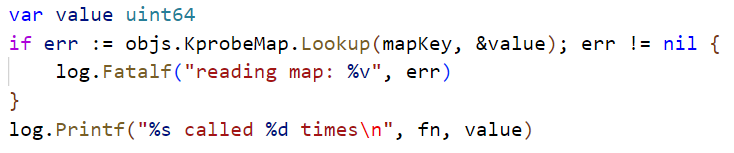 var value uint64
if err := objs.KprobeMap.Lookup(mapKey, &value); err != nil {
    log.Fatalf("reading map: %v", err)
}
log.Printf("%s called %d times\n", fn, value)